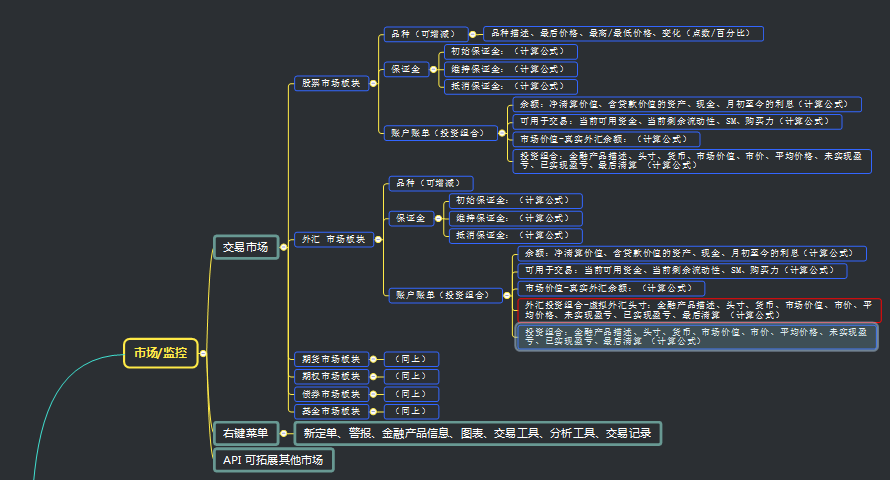 品种（可增减）
品种描述、最后价格、最高/最低价格、变化（点数/百分比）
初始保证金：（计算公式）
股票市场板块
保证金
维持保证金：（计算公式）
抵消保证金：（计算公式）
余额：净清算价值、含贷款价值的资产、现金、月初至今的利息（计算公式）
可用于交易：当前可用资金、当前剩余流动性、SM、购买力（计算公式）
账户账单（投资组合）
市场价值-真实外汇余额：（计算公式）
投资组合：金融产品描述、头寸、货币、市场价值、市价、平均价格、未实现盈
亏、已实现盈亏、最后清算 （计算公式）
品种（可增减）
初始保证金：（计算公式）
保证金
维持保证金：（计算公式）
抵消保证金：（计算公式）
交易市场
外汇 市场板块
余额：净清算价值、含贷款价值的资产、现金、月初至今的利息（计算公式）
可用于交易：当前可用资金、当前剩余流动性、SM、购买力（计算公式）
账户账单（投资组合）
市场价值-真实外汇余额：（计算公式）
外汇投资组合-虚拟外汇头寸：金融产品描述、头寸、货币、市场价值、市价、平
均价格、未实现盈亏、已实现盈亏、最后清算 （计算公式）
投资组合：金融产品描述、头寸、货币、市场价值、市价、平均价格、未实现盈
亏、已实现盈亏、最后清算 （计算公式）
市场/监控
期货市场板块
（同上）
期权市场板块
（同上）
债券市场板块
（同上）
基金市场板块
（同上）
右键菜单
新定单、警报、金融产品信息、图表、交易工具、分析工具、交易记录
API 可拓展其他市场